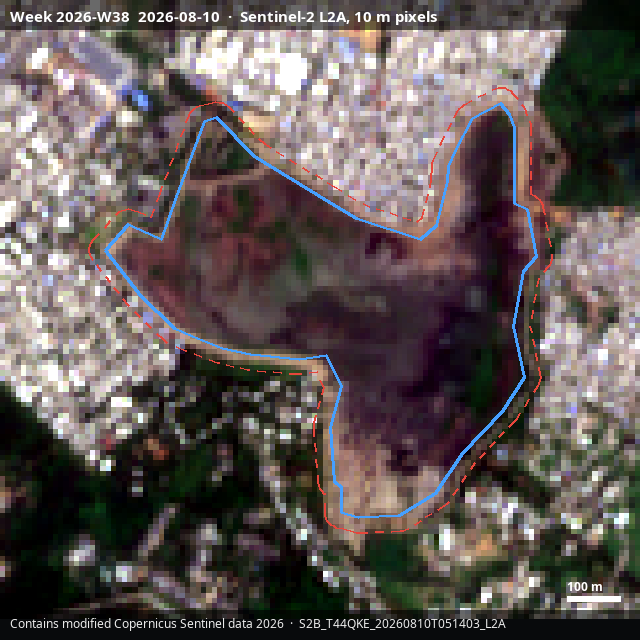 Week 2026-W38 2026-08-10 · Sentinel-2 L2A, 10 m pixels
100 m
Contains modified Copernicus Sentinel data 2026 · S2B_T44QKE_20260810T051403_L2A